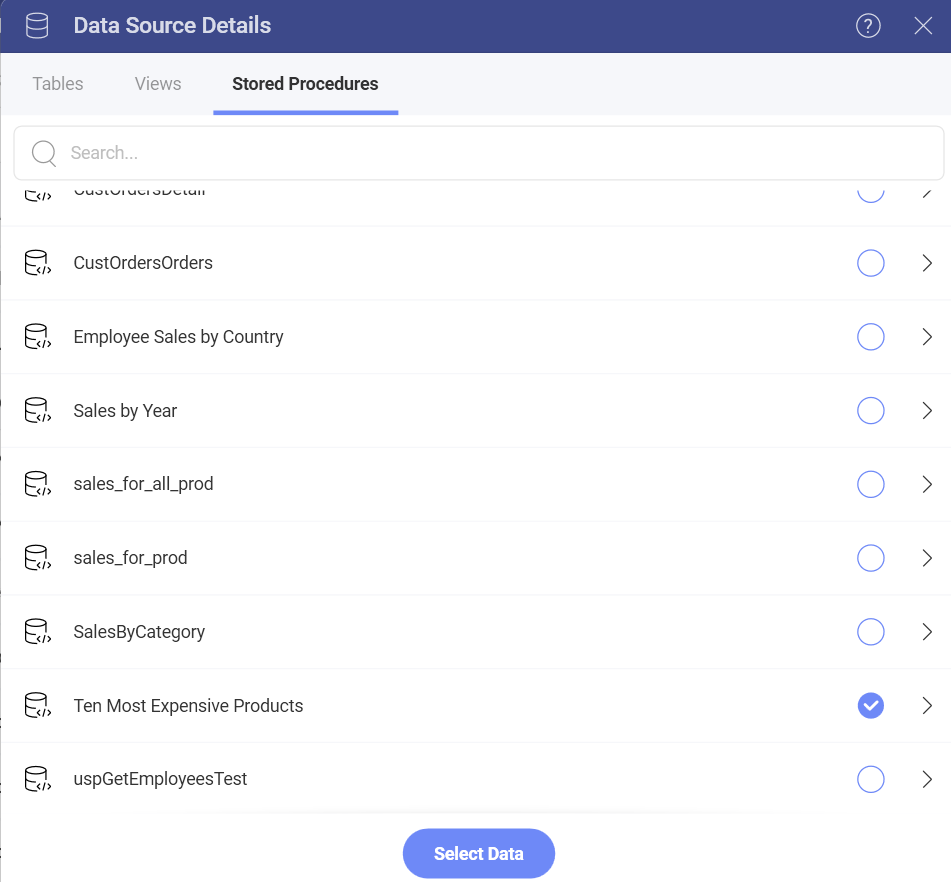 Data Source Details
?
Tables
Views
Stored Procedures
Search...
CustOrdersDetail
CustOrdersOrders
Employee Sales by Country
Sales by Year
sales_for_all_prod
sales_for_prod
SalesByCategory
Ten Most Expensive Products
uspGetEmployeesTest
Select Data